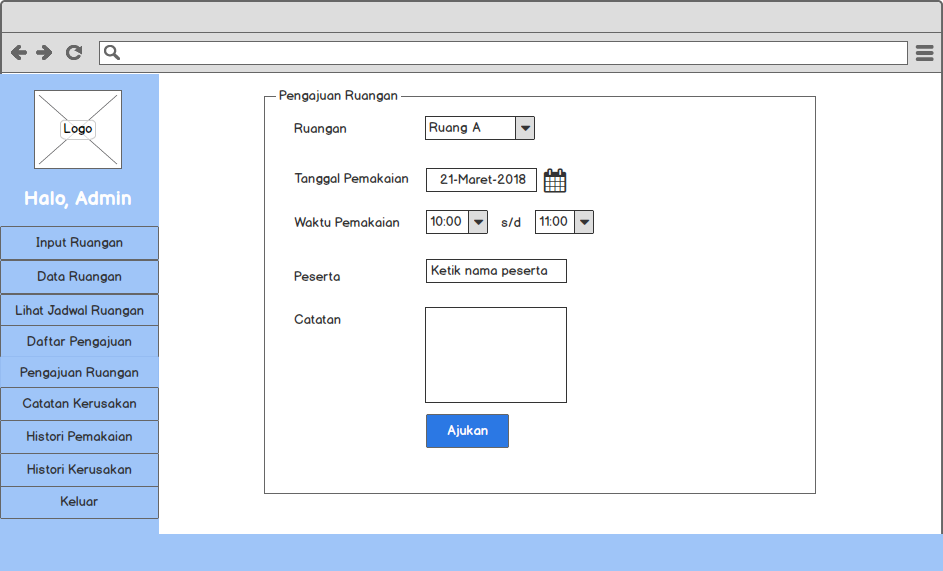 Logo
Halo, Admin
Input Ruangan
Data Ruangan
Lihat Jadwal Ruangan
Daftar Pengajuan
Pengajuan Ruangan
Catatan Kerusakan
Histori Pemakaian
Histori Kerusakan
Keluar
Pengajuan Ruangan
Ruangan Ruang A
Tanggal Pemakaian 21-Maret-2018
Waktu Pemakaian 10:00 s/d 11:00
Peserta Ketik nama peserta
Catatan
Ajukan